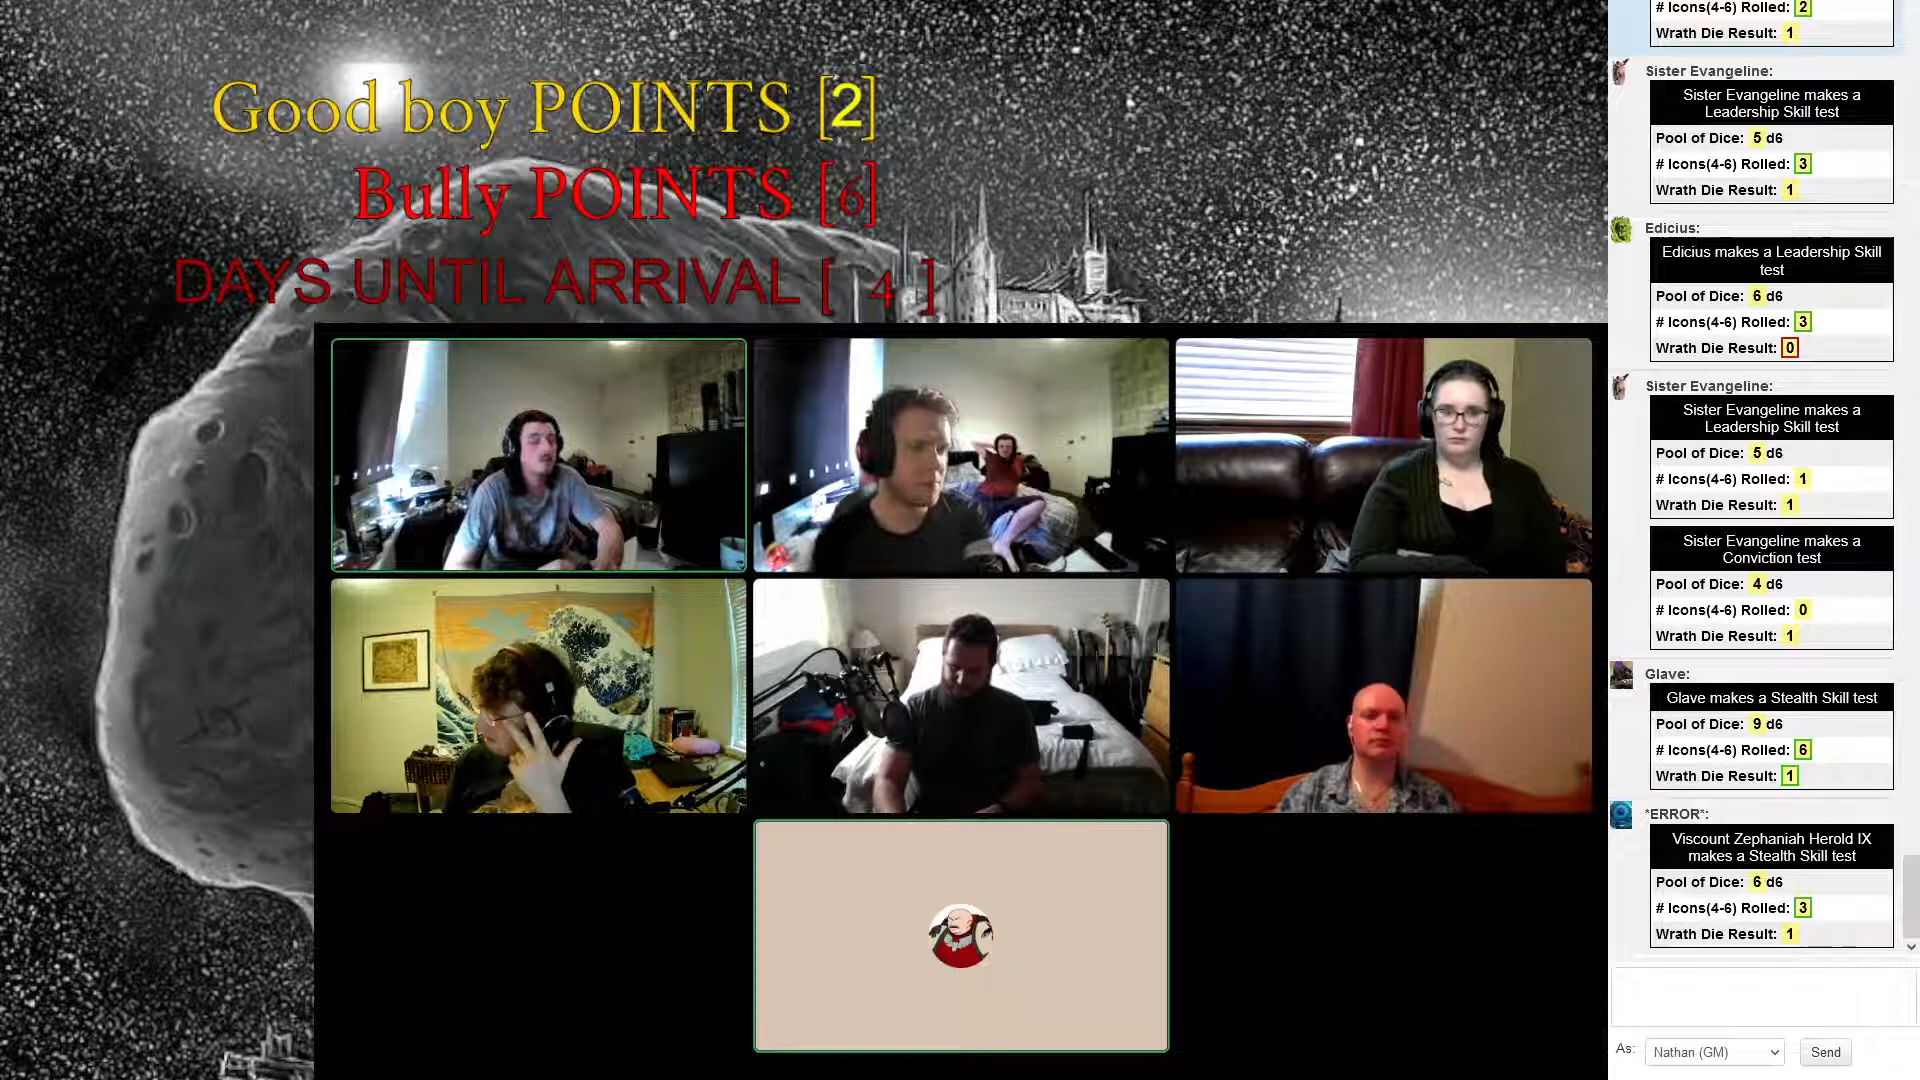 Good boy POINTS [2]
Bully POINTS [6]
DAYS UNTIL ARRIVAL [ 4 ]
# Icons(4-6) Rolled: 2
Wrath Die Result: 1
Sister Evangeline:
Sister Evangeline makes a
Leadership Skill test
Pool of Dice: 5 d6
# Icons(4-6) Rolled: 3
Wrath Die Result: 1
Edicius:
Edicius makes a Leadership Skill
test
Pool of Dice: 6 d6
# Icons(4-6) Rolled: 3
Wrath Die Result: 0
Sister Evangeline:
Sister Evangeline makes a
Leadership Skill test
Pool of Dice: 5 d6
# Icons(4-6) Rolled: 1
Wrath Die Result: 1
Sister Evangeline makes a
Conviction test
Pool of Dice: 4 d6
# Icons(4-6) Rolled: 0
Wrath Die Result: 1
Glave:
Glave makes a Stealth Skill test
Pool of Dice: 9 d6
# Icons(4-6) Rolled: 6
Wrath Die Result: 1
*ERROR*:
Viscount Zephaniah Herold IX
makes a Stealth Skill test
Pool of Dice: 6 d6
# Icons(4-6) Rolled: 3
Wrath Die Result: 1
As: Nathan (GM) Send